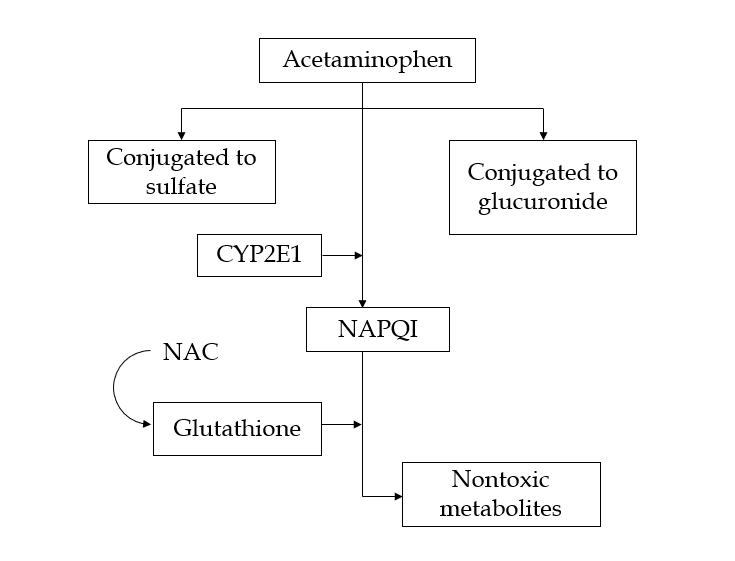 Acetaminophen
Conjugated to
sulfate
Conjugated to
glucuronide
CYP2E1
NAPQI
NAC
Glutathione
Nontoxic
metabolites